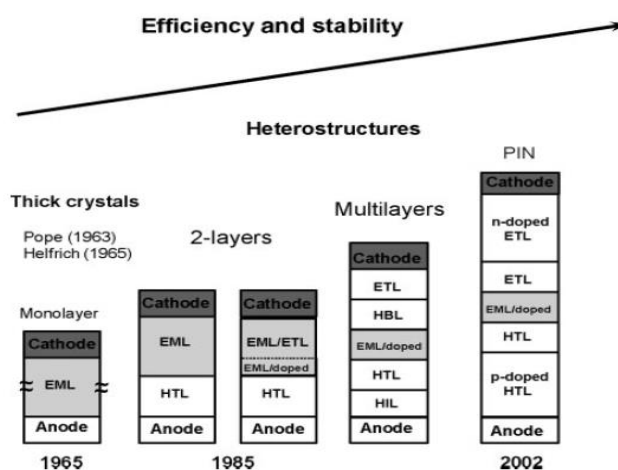 Efficiency and stability
Heterostructures
Thick crystals
Pope (1963)
Helfrich (1965)
Monolayer
Cathode
≈ EML ≈
Anode
1965
2-layers
Cathode
EML
HTL
Anode
Cathode
EML/ETL
EML/doped
HTL
Anode
1985
Multilayers
Cathode
ETL
HBL
EML/doped
HTL
HIL
Anode
PIN
Cathode
n-doped
ETL
ETL
EML/doped
HTL
p-doped
HTL
Anode
2002